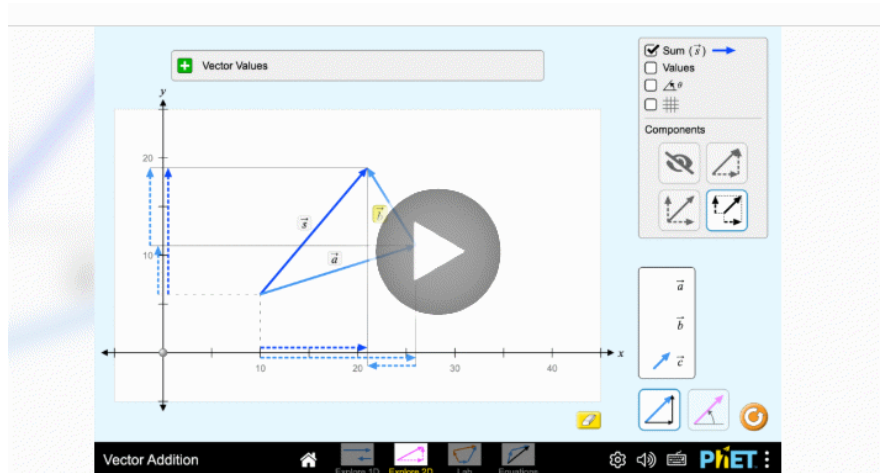 Sum (s⃗)
Vector Values
Values
θ
Components
y
20
10
s⃗
a⃗
x
10
20
30
40
a⃗
b⃗
c⃗
Vector Addition
Explore 1D
Explore 2D
Lab
Equations
PhET